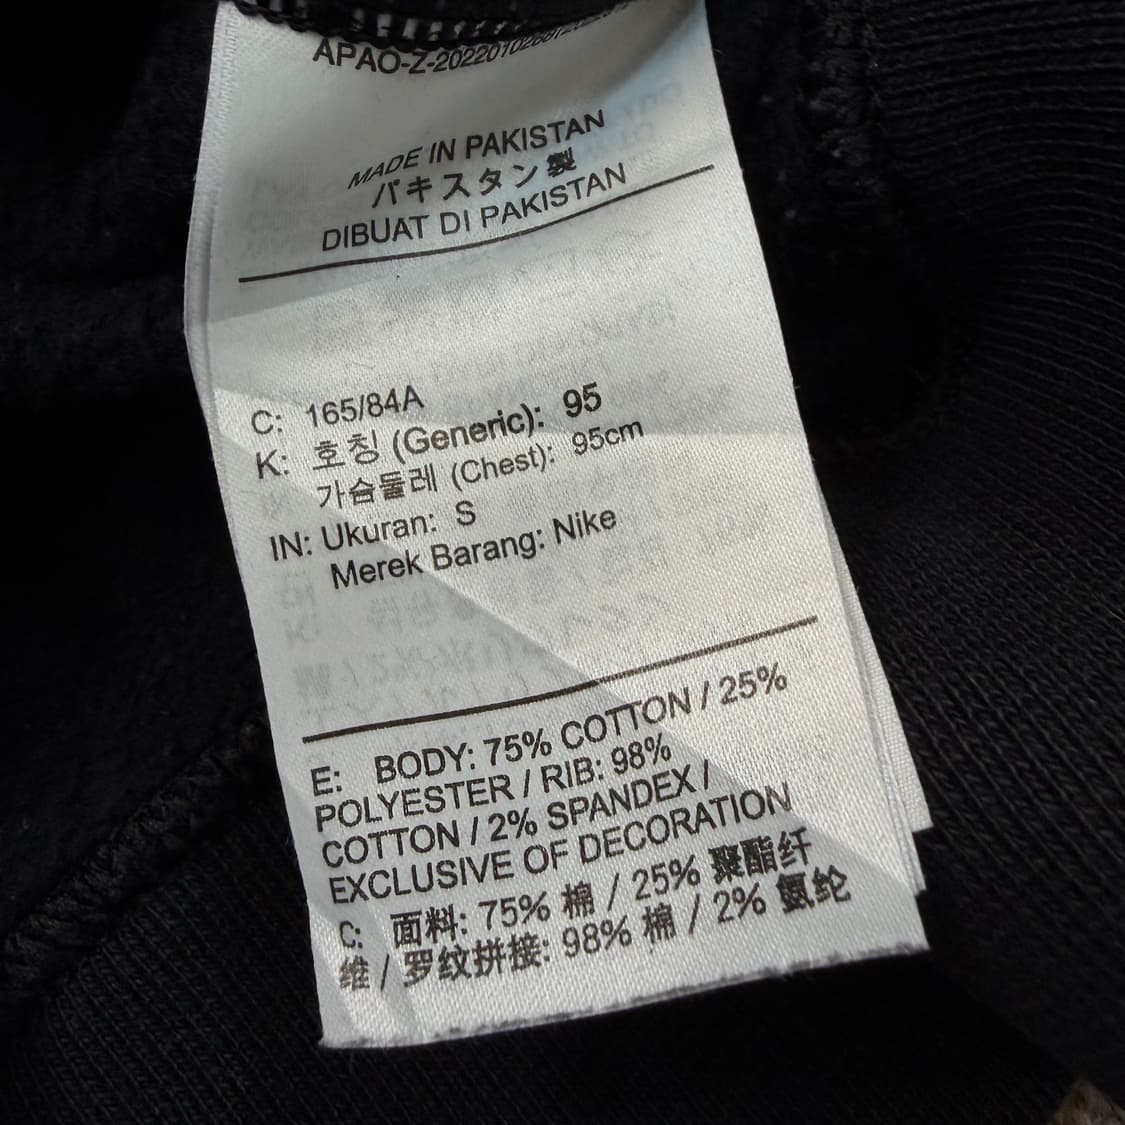 MADE IN PAKISTAN
パキスタン製
DIBUAT DI PAKISTAN
C: 165/84A
K: 호칭 (Generic): 95
가슴둘레 (Chest): 95cm
IN: Ukuran: S
Merek Barang: Nike
E: BODY: 75% COTTON / 25%
POLYESTER / RIB: 98%
COTTON / 2% SPANDEX /
EXCLUSIVE OF DECORATION
C: 面料: 75% 棉 / 25% 聚酯纤
维 / 罗纹拼接: 98% 棉 / 2% 氨纶